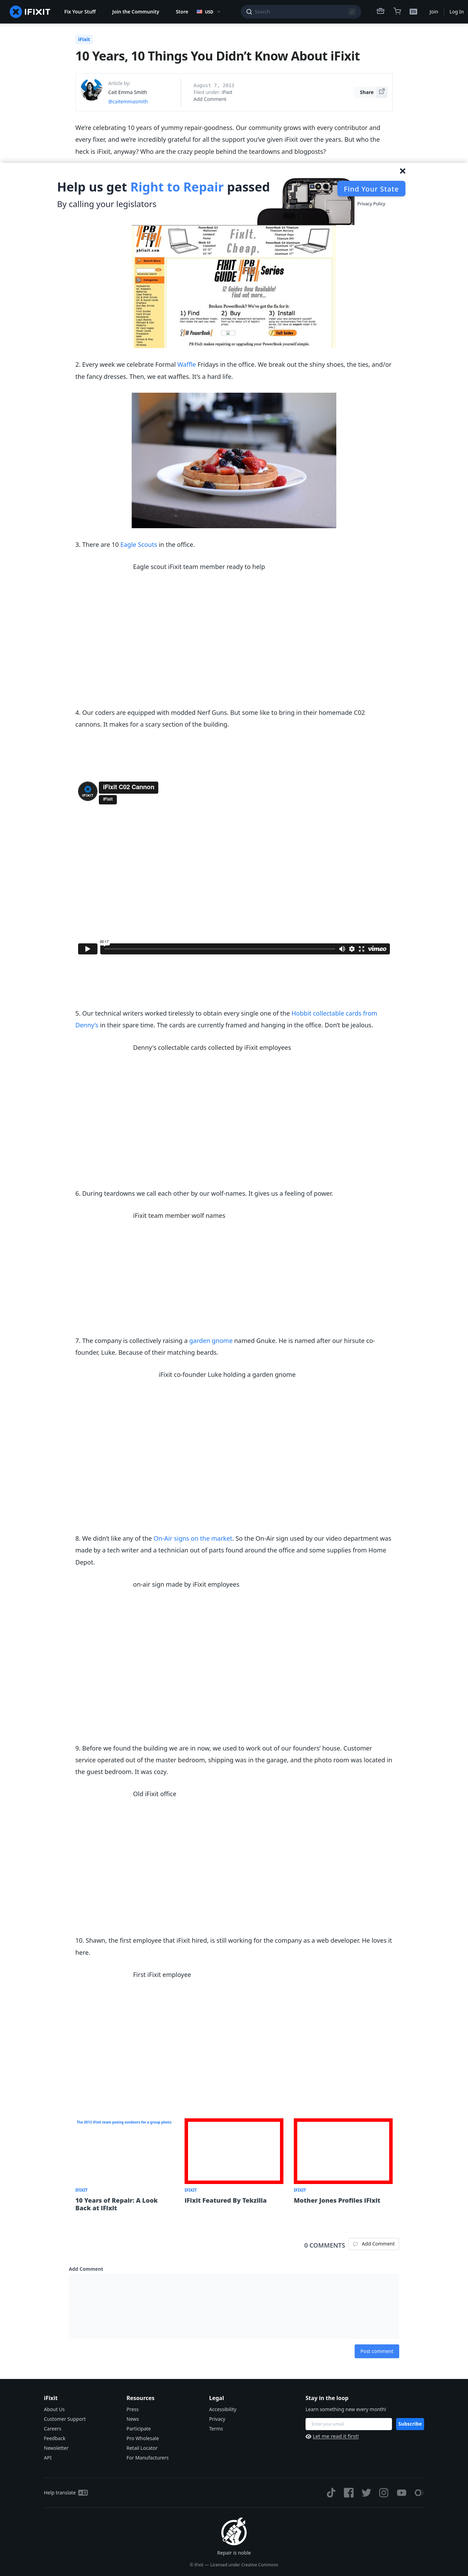 IFIXIT
Fix Your Stuff
Join the Community
Store
USD
Search
/
Join
Log In
iFixit
10 Years, 10 Things You Didn’t Know About iFixit
Article by:
Cait Emma Smith
@caitemmasmith
August 7, 2013
Filed under: iFixit
Add Comment
Share
We’re celebrating 10 years of yummy repair-goodness. Our community grows with every contributor and
every fixer, and we’re incredibly grateful for all the support you’ve given iFixit over the years. But who the
heck is iFixit, anyway? Who are the crazy people behind the teardowns and blogposts?
Help us get Right to Repair passed
By calling your legislators
Find Your State
Privacy Policy
pbfixit.com
FixIt.
Cheap.
FIXIT GUIDE Series
12 Guides Now Available!
Find out more...
Broken PowerBook? We've got the fix for it.
1) Find
2) Buy
3) Install
PB FixIt makes repairing or upgrading your PowerBook yourself simple.
2. Every week we celebrate Formal Waffle Fridays in the office. We break out the shiny shoes, the ties, and/or
the fancy dresses. Then, we eat waffles. It’s a hard life.
3. There are 10 Eagle Scouts in the office.
Eagle scout iFixit team member ready to help
4. Our coders are equipped with modded Nerf Guns. But some like to bring in their homemade C02
cannons. It makes for a scary section of the building.
IFIXIT
iFixit C02 Cannon
iFixit
00:17
vimeo
5. Our technical writers worked tirelessly to obtain every single one of the Hobbit collectable cards from
Denny’s in their spare time. The cards are currently framed and hanging in the office. Don’t be jealous.
Denny's collectable cards collected by iFixit employees
6. During teardowns we call each other by our wolf-names. It gives us a feeling of power.
iFixit team member wolf names
7. The company is collectively raising a garden gnome named Gnuke. He is named after our hirsute co-
founder, Luke. Because of their matching beards.
iFixit co-founder Luke holding a garden gnome
8. We didn’t like any of the On-Air signs on the market. So the On-Air sign used by our video department was
made by a tech writer and a technician out of parts found around the office and some supplies from Home
Depot.
on-air sign made by iFixit employees
9. Before we found the building we are in now, we used to work out of our founders’ house. Customer
service operated out of the master bedroom, shipping was in the garage, and the photo room was located in
the guest bedroom. It was cozy.
Old iFixit office
10. Shawn, the first employee that iFixit hired, is still working for the company as a web developer. He loves it
here.
First iFixit employee
The 2013 iFixit team posing outdoors for a group photo
IFIXIT
10 Years of Repair: A Look
Back at iFixit
IFIXIT
iFixit Featured By Tekzilla
IFIXIT
Mother Jones Profiles iFixit
0 COMMENTS
Add Comment
Add Comment
Post comment
iFixit
About Us
Customer Support
Careers
Feedback
Newsletter
API
Resources
Press
News
Participate
Pro Wholesale
Retail Locator
For Manufacturers
Legal
Accessibility
Privacy
Terms
Stay in the loop
Learn something new every month!
Enter your email
Subscribe
Let me read it first!
Help translate
Repair is noble
© iFixit — Licensed under Creative Commons